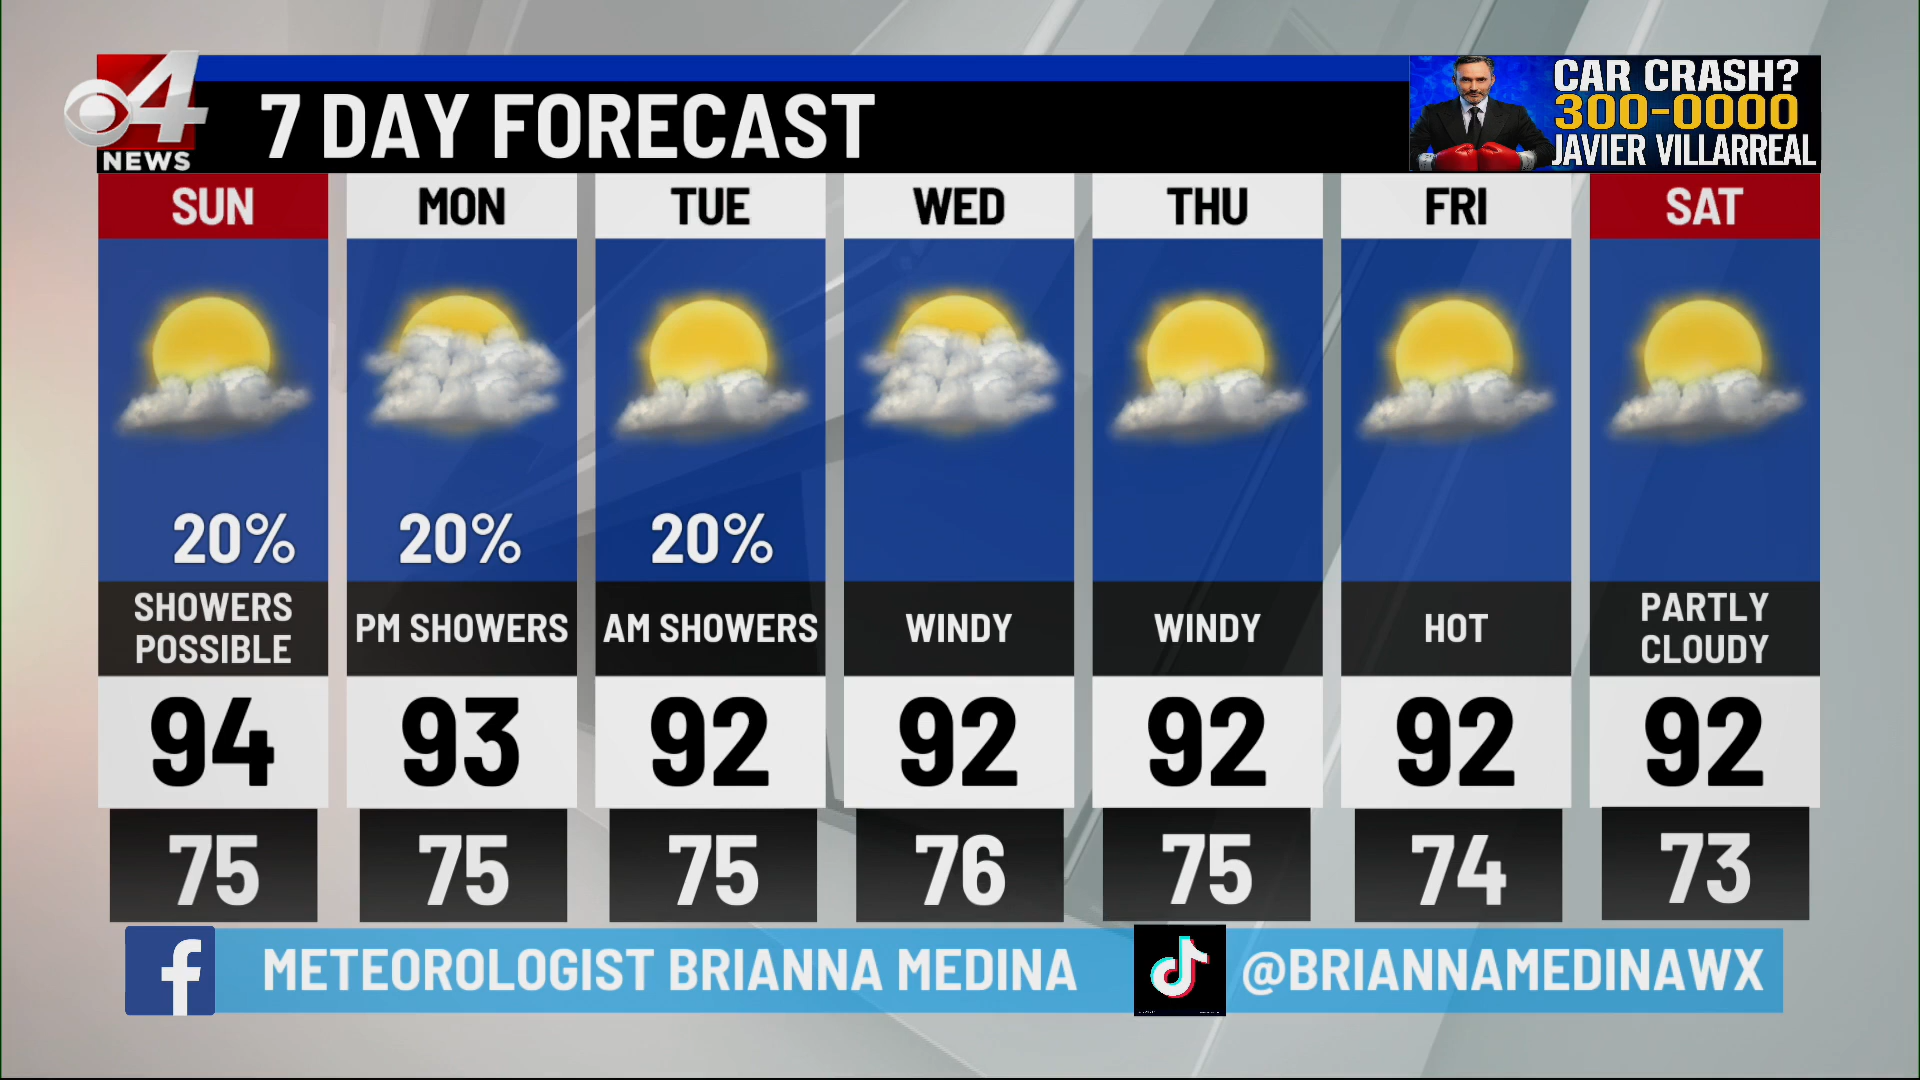 4
NEWS
7 DAY FORECAST
CAR CRASH?
300-0000
JAVIER VILLARREAL
SUN MON TUE WED THU FRI SAT
20% 20% 20%
SHOWERS
POSSIBLE
PM SHOWERS
AM SHOWERS
WINDY
WINDY
HOT
PARTLY
CLOUDY
94 93 92 92 92 92 92
75 75 75 76 75 74 73
METEOROLOGIST BRIANNA MEDINA
@BRIANNAMEDINAWX